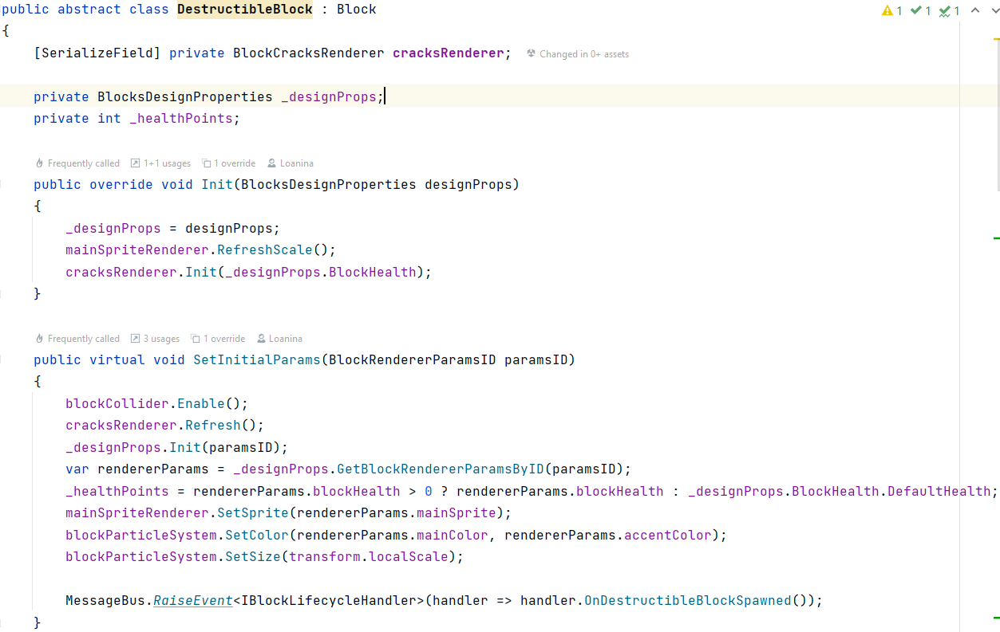 public abstract class DestructibleBlock : Block
1 1 1
{
[SerializeField] private BlockCracksRenderer cracksRenderer; Changed in 0+ assets
private BlocksDesignProperties _designProps;
private int _healthPoints;
Frequently called 1+1 usages 1 override Loanina
public override void Init(BlocksDesignProperties designProps)
{
_designProps = designProps;
mainSpriteRenderer.RefreshScale();
cracksRenderer.Init(_designProps.BlockHealth);
}
Frequently called 3 usages 1 override Loanina
public virtual void SetInitialParams(BlockRendererParamsID paramsID)
{
blockCollider.Enable();
cracksRenderer.Refresh();
_designProps.Init(paramsID);
var rendererParams = _designProps.GetBlockRendererParamsByID(paramsID);
_healthPoints = rendererParams.blockHealth > 0 ? rendererParams.blockHealth : _designProps.BlockHealth.DefaultHealth;
mainSpriteRenderer.SetSprite(rendererParams.mainSprite);
blockParticleSystem.SetColor(rendererParams.mainColor, rendererParams.accentColor);
blockParticleSystem.SetSize(transform.localScale);
MessageBus.RaiseEvent<IBlockLifecycleHandler>(handler => handler.OnDestructibleBlockSpawned());
}